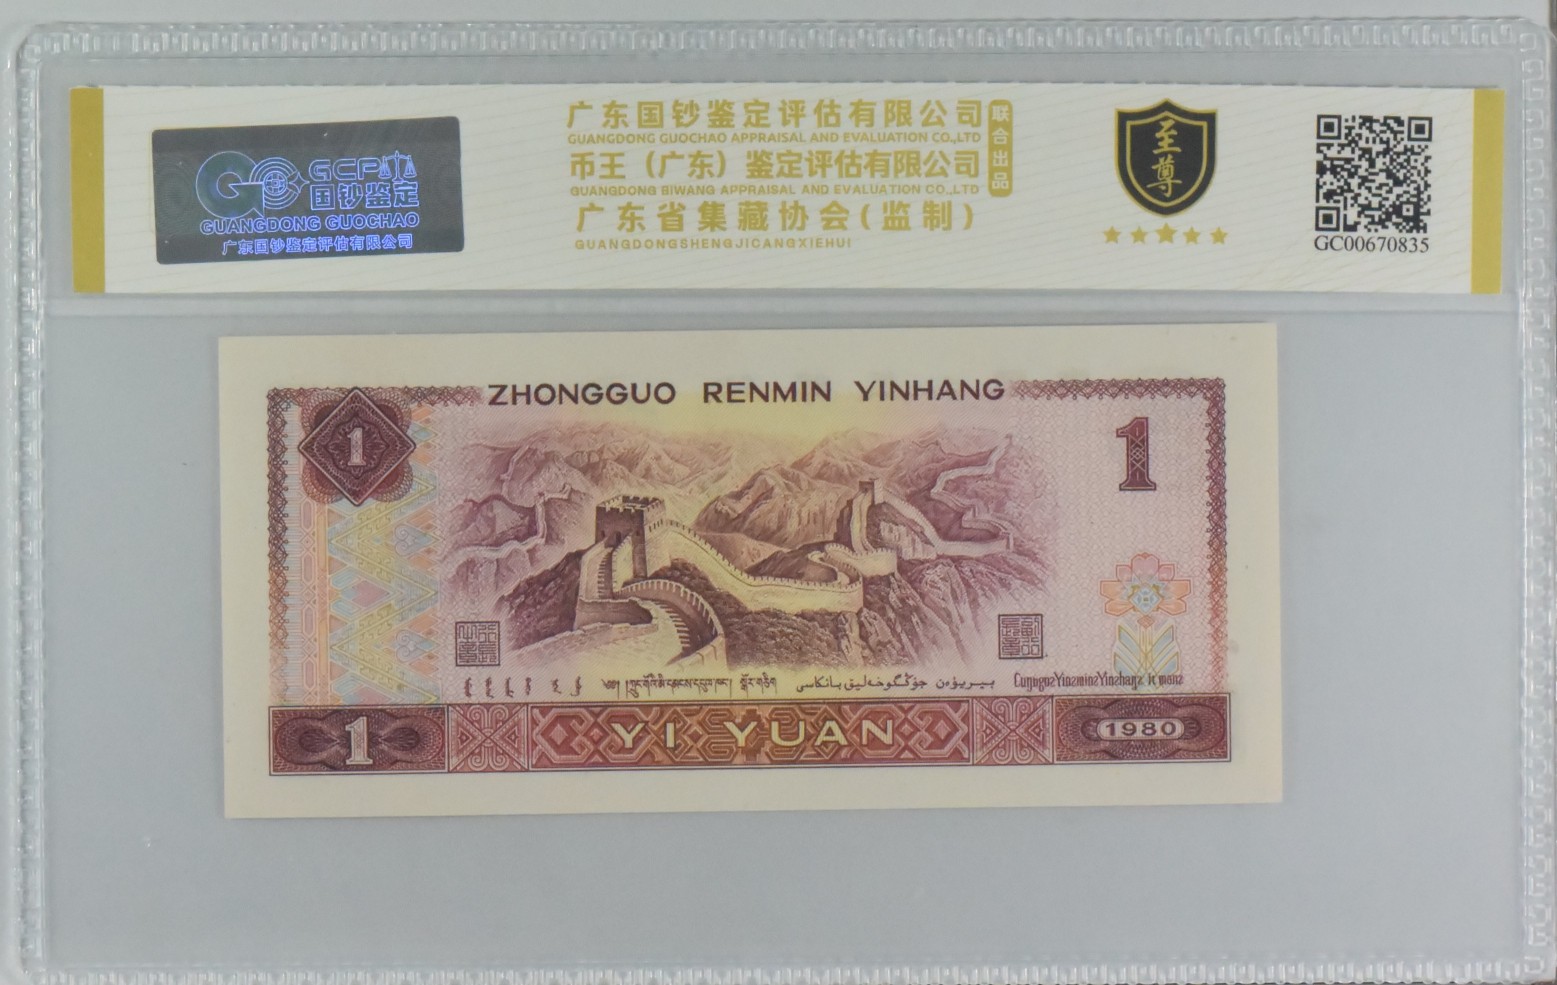 GCP
国钞鉴定
GUANGDONG GUOCHAO
广东国钞鉴定评估有限公司
广东国钞鉴定评估有限公司
GUANGDONG GUOCHAO APPRAISAL AND EVALUATION CO.,LTD
币王（广东）鉴定评估有限公司
GUANGDONG BIWANG APPRAISAL AND EVALUATION CO.,LTD
广东省集藏协会(监制)
GUANGDONGSHENGJICANGXIEHUI
联合出品
至尊
GC00670835
ZHONGGUO RENMIN YINHANG
1
1
1
YI YUAN
1980